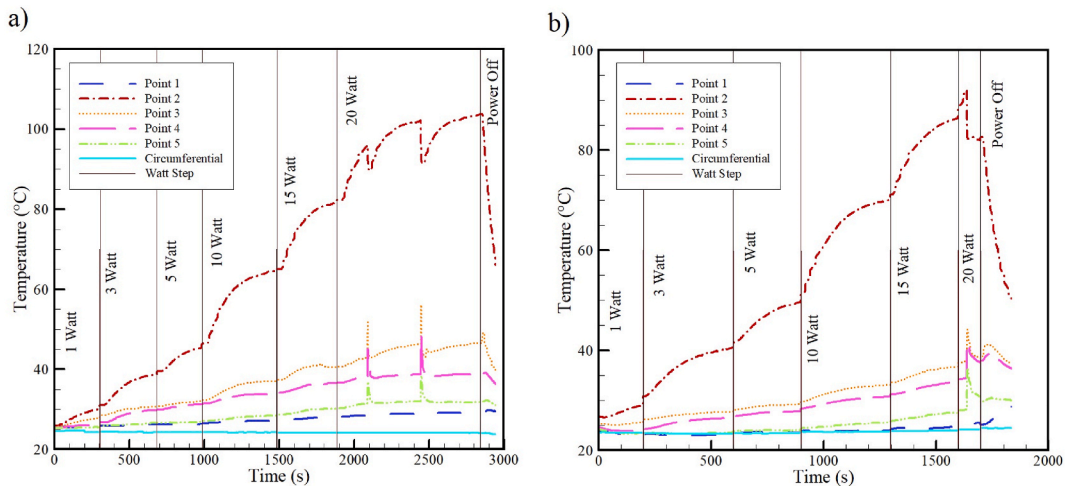 a)
120
100
80
60
40
20
Temperature (°C)
Point 1
Point 2
Point 3
Point 4
Point 5
Circumferential
Watt Step
1 Watt
3 Watt
5 Watt
10 Watt
15 Watt
20 Watt
Power Off
0 500 1000 1500 2000 2500 3000
Time (s)
b)
100
80
60
40
20
Temperature (°C)
Point 1
Point 2
Point 3
Point 4
Point 5
Circumferential
Watt Step
1 Watt
3 Watt
5 Watt
10 Watt
15 Watt
20 Watt
Power Off
0 500 1000 1500 2000
Time (s)